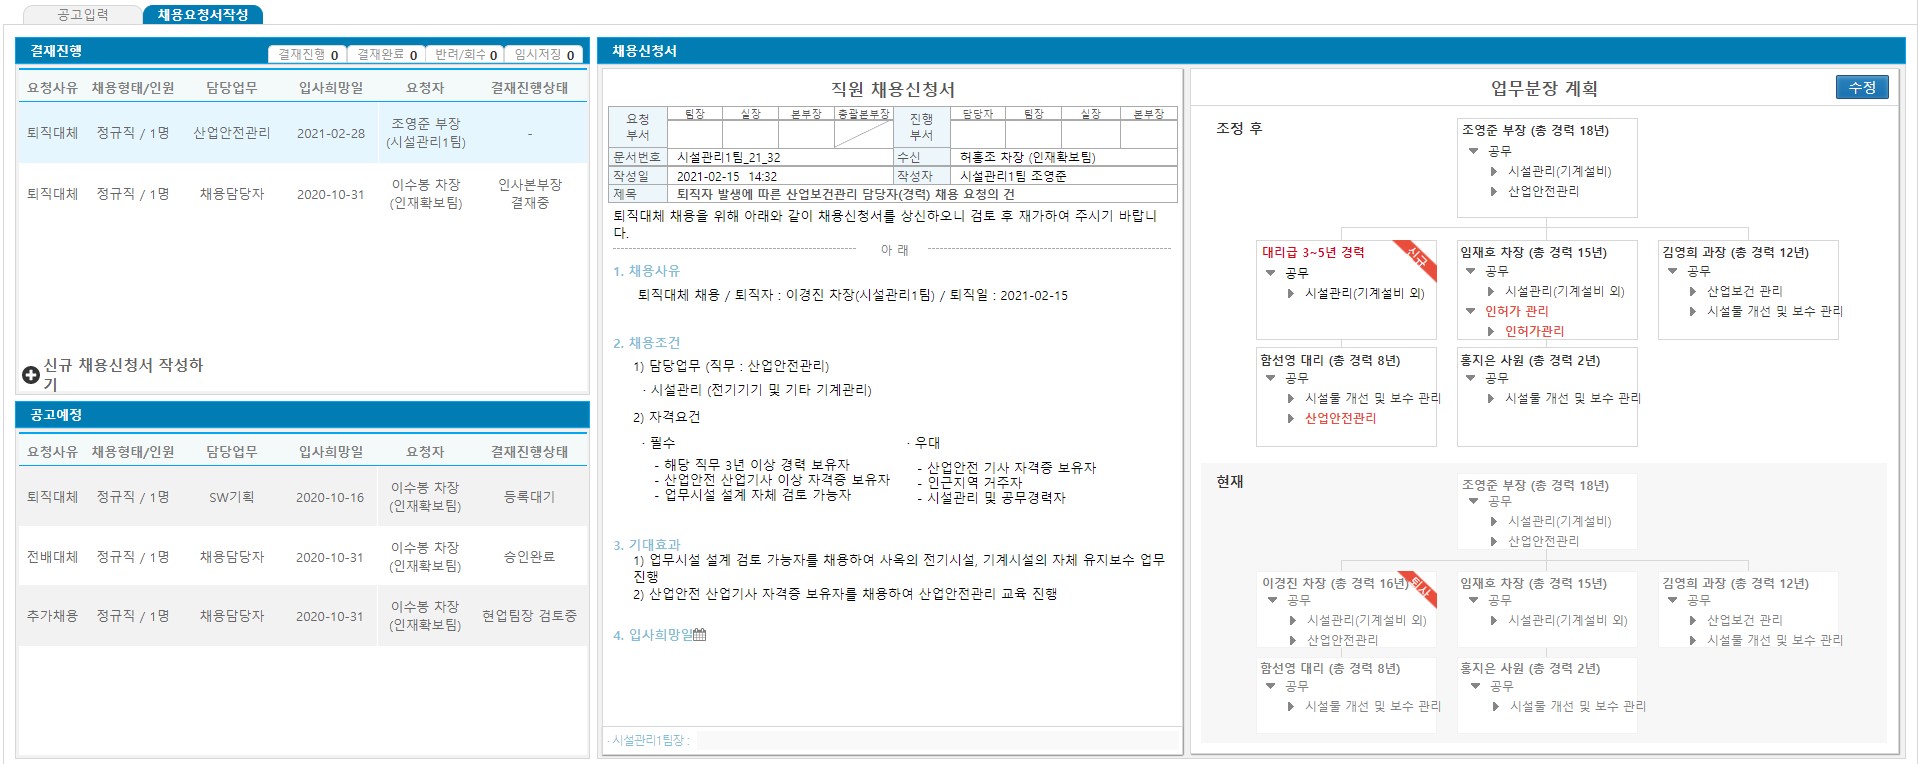 공고입력
채용요청서작성
결재진행
결재진행 0
결재완료 0
반려/회수 0
임시저장 0
요청사유 채용형태/인원 담당업무 입사희망일 요청자 결재진행상태
퇴직대체 정규직 / 1명 산업안전관리 2021-02-28 조영준 부장 -
(시설관리1팀)
퇴직대체 정규직 / 1명 채용담당자 2020-10-31 이수봉 차장 인사본부장
(인재확보팀) 결재중
신규 채용신청서 작성하
기
공고예정
요청사유 채용형태/인원 담당업무 입사희망일 요청자 결재진행상태
퇴직대체 정규직 / 1명 SW기획 2020-10-16 이수봉 차장 등록대기
(인재확보팀)
전배대체 정규직 / 1명 채용담당자 2020-10-31 이수봉 차장 승인완료
(인재확보팀)
추가채용 정규직 / 1명 채용담당자 2020-10-31 이수봉 차장 현업팀장 검토중
(인재확보팀)
채용신청서
직원 채용신청서
요청 팀장 실장 본부장 총괄본부장 진행 담당자 팀장 실장 본부장
부서 부서
문서번호 시설관리1팀_21_32 수신 허홍조 차장 (인재확보팀)
작성일 2021-02-15 14:32 작성자 시설관리1팀 조영준
제목 퇴직자 발생에 따른 산업보건관리 담당자(경력) 채용 요청의 건
퇴직대체 채용을 위해 아래와 같이 채용신청서를 상신하오니 검토 후 재가하여 주시기 바랍니
다.
아 래
1. 채용사유
퇴직대체 채용 / 퇴직자 : 이경진 차장(시설관리1팀) / 퇴직일 : 2021-02-15
2. 채용조건
1) 담당업무 (직무 : 산업안전관리)
· 시설관리 (전기기기 및 기타 기계관리)
2) 자격요건
· 필수
- 해당 직무 3년 이상 경력 보유자
- 산업안전 산업기사 이상 자격증 보유자
- 업무시설 설계 자체 검토 가능자
· 우대
- 산업안전 기사 자격증 보유자
- 인근지역 거주자
- 시설관리 및 공무경력자
3. 기대효과
1) 업무시설 설계 검토 가능자를 채용하여 사옥의 전기시설, 기계시설의 자체 유지보수 업무
진행
2) 산업안전 산업기사 자격증 보유자를 채용하여 산업안전관리 교육 진행
4. 입사희망일
· 시설관리1팀장 :
업무분장 계획
수정
조정 후
조영준 부장 (총 경력 18년)
공무
시설관리(기계설비)
산업안전관리
대리급 3~5년 경력
신규
공무
시설관리(기계설비 외)
임재호 차장 (총 경력 15년)
공무
시설관리(기계설비 외)
인허가 관리
인허가관리
김영희 과장 (총 경력 12년)
공무
산업보건 관리
시설물 개선 및 보수 관리
함선영 대리 (총 경력 8년)
공무
시설물 개선 및 보수 관리
산업안전관리
홍지은 사원 (총 경력 2년)
공무
시설물 개선 및 보수 관리
현재
조영준 부장 (총 경력 18년)
공무
시설관리(기계설비)
산업안전관리
이경진 차장 (총 경력 16년)
퇴사
공무
시설관리(기계설비 외)
산업안전관리
임재호 차장 (총 경력 15년)
공무
시설관리(기계설비 외)
김영희 과장 (총 경력 12년)
공무
산업보건 관리
시설물 개선 및 보수 관리
함선영 대리 (총 경력 8년)
공무
시설물 개선 및 보수 관리
홍지은 사원 (총 경력 2년)
공무
시설물 개선 및 보수 관리